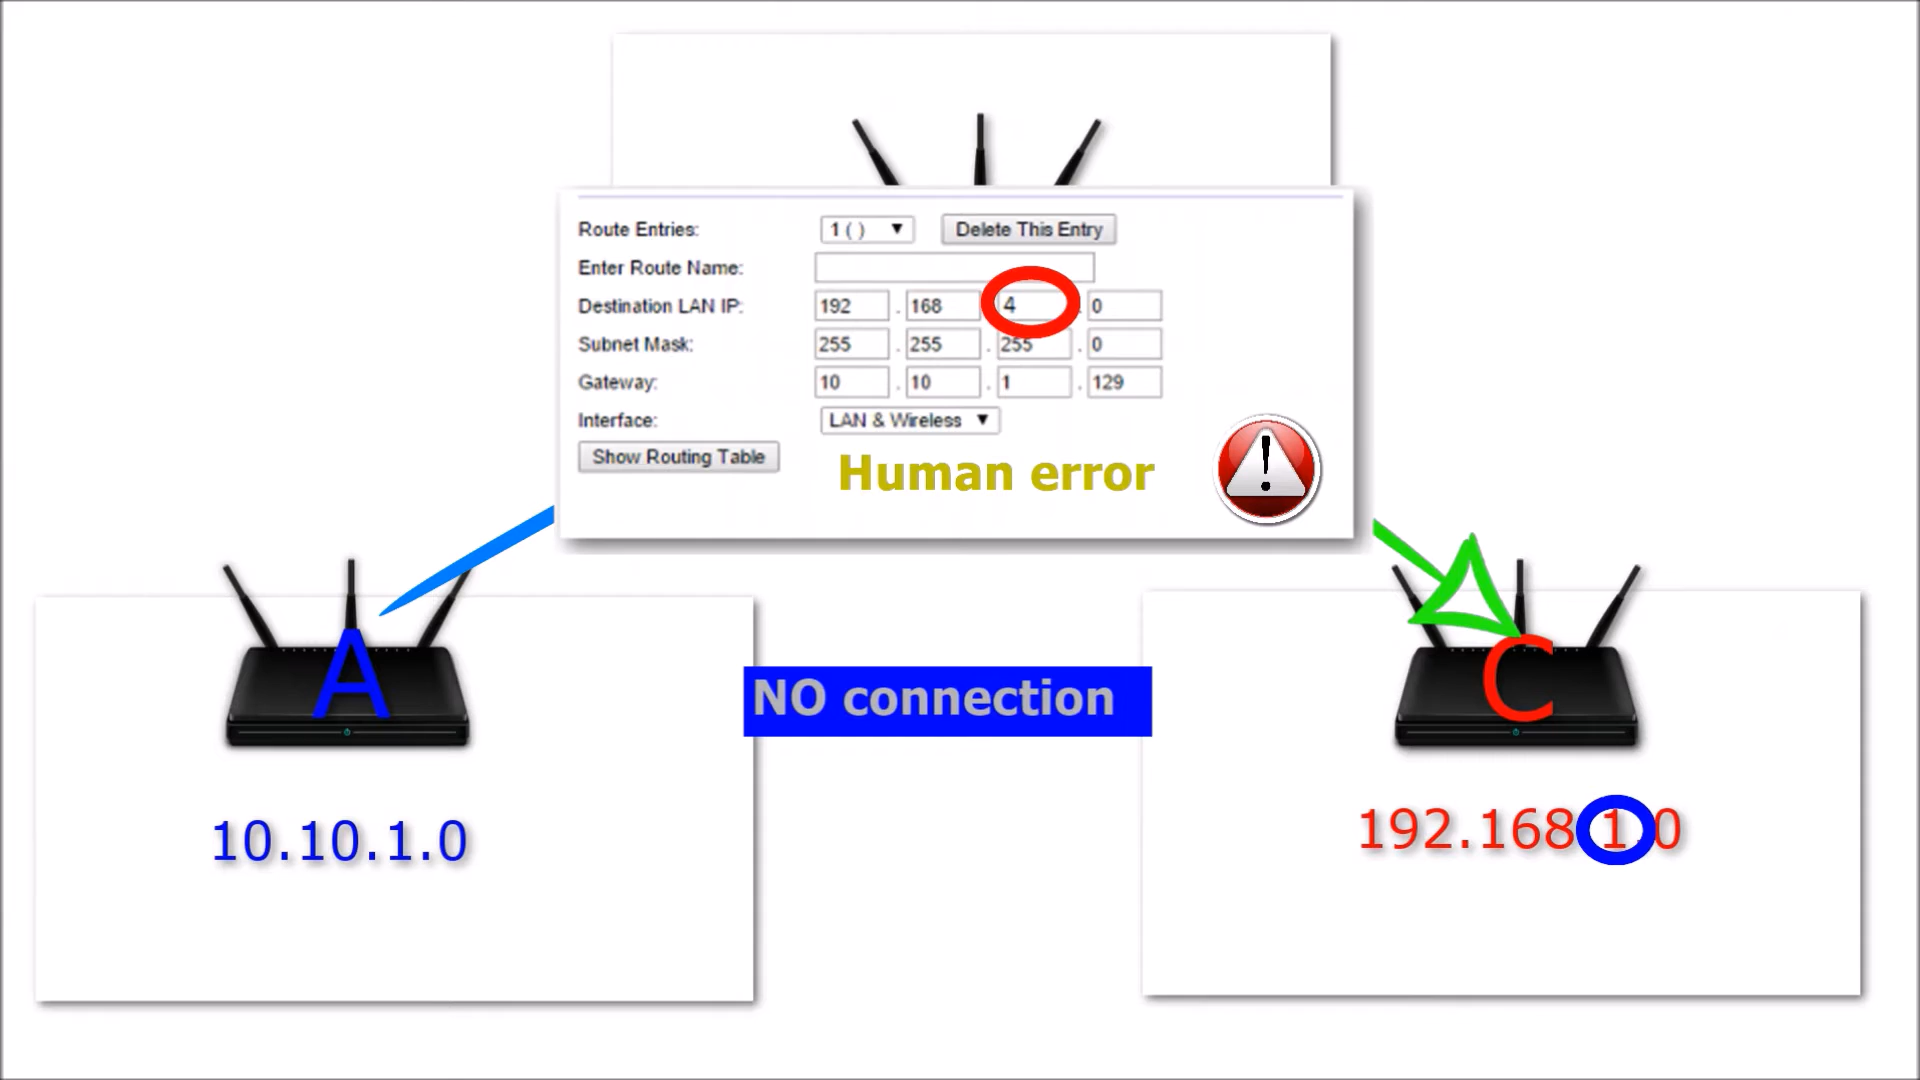 Route Entries: 1 ( ) Delete This Entry
Enter Route Name:
Destination LAN IP: 192 . 168 4 . 0
Subnet Mask: 255 . 255 . 255 . 0
Gateway: 10 . 10 . 1 . 129
Interface: LAN & Wireless
Show Routing Table
Human error
A
C
NO connection
10.10.1.0
192.168.1.0